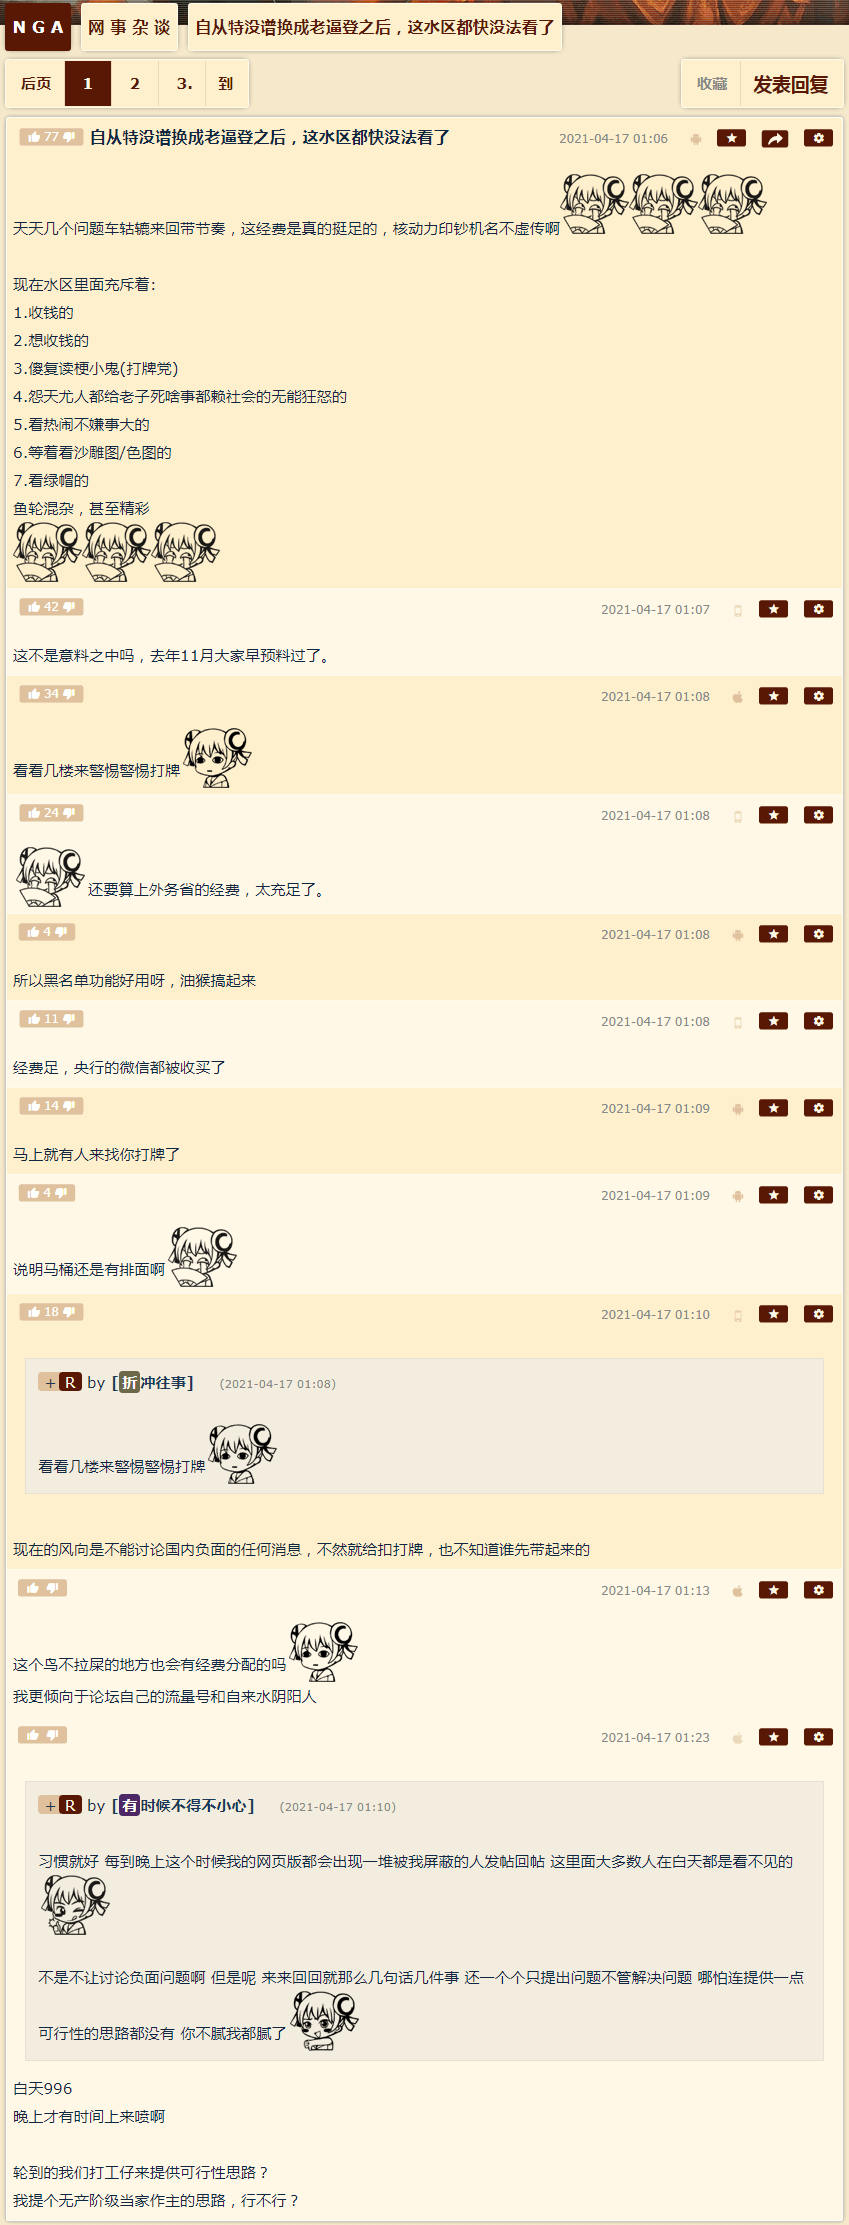 NGA
网事杂谈
自从特没谱换成老逼登之后，这水区都快没法看了
后页 1 2 3. 到
收藏 发表回复
77 自从特没谱换成老逼登之后，这水区都快没法看了 2021-04-17 01:06
天天几个问题车轱辘来回带节奏，这经费是真的挺足的，核动力印钞机名不虚传啊
现在水区里面充斥着：
1.收钱的
2.想收钱的
3.傻复读梗小鬼(打牌党)
4.怨天尤人都给老子死啥事都赖社会的无能狂怒的
5.看热闹不嫌事大的
6.等着看沙雕图/色图的
7.看绿帽的
鱼轮混杂，甚至精彩
42 2021-04-17 01:07
这不是意料之中吗，去年11月大家早预料过了。
34 2021-04-17 01:08
看看几楼来警惕警惕打牌
24 2021-04-17 01:08
还要算上外务省的经费，太充足了。
4 2021-04-17 01:08
所以黑名单功能好用呀，油猴搞起来
11 2021-04-17 01:08
经费足，央行的微信都被收买了
14 2021-04-17 01:09
马上就有人来找你打牌了
4 2021-04-17 01:09
说明马桶还是有排面啊
18 2021-04-17 01:10
+R by [折冲往事] (2021-04-17 01:08)
看看几楼来警惕警惕打牌
现在的风向是不能讨论国内负面的任何消息，不然就给扣打牌，也不知道谁先带起来的
2021-04-17 01:13
这个鸟不拉屎的地方也会有经费分配的吗
我更倾向于论坛自己的流量号和自来水阴阳人
2021-04-17 01:23
+R by [有时候不得不小心] (2021-04-17 01:10)
习惯就好 每到晚上这个时候我的网页版都会出现一堆被我屏蔽的人发帖回帖 这里面大多数人在白天都是看不见的
不是不让讨论负面问题啊 但是呢 来来回回就那么几句话几件事 还一个个只提出问题不管解决问题 哪怕连提供一点
可行性的思路都没有 你不腻我都腻了
白天996
晚上才有时间上来喷啊
轮到的我们打工仔来提供可行性思路？
我提个无产阶级当家作主的思路，行不行？